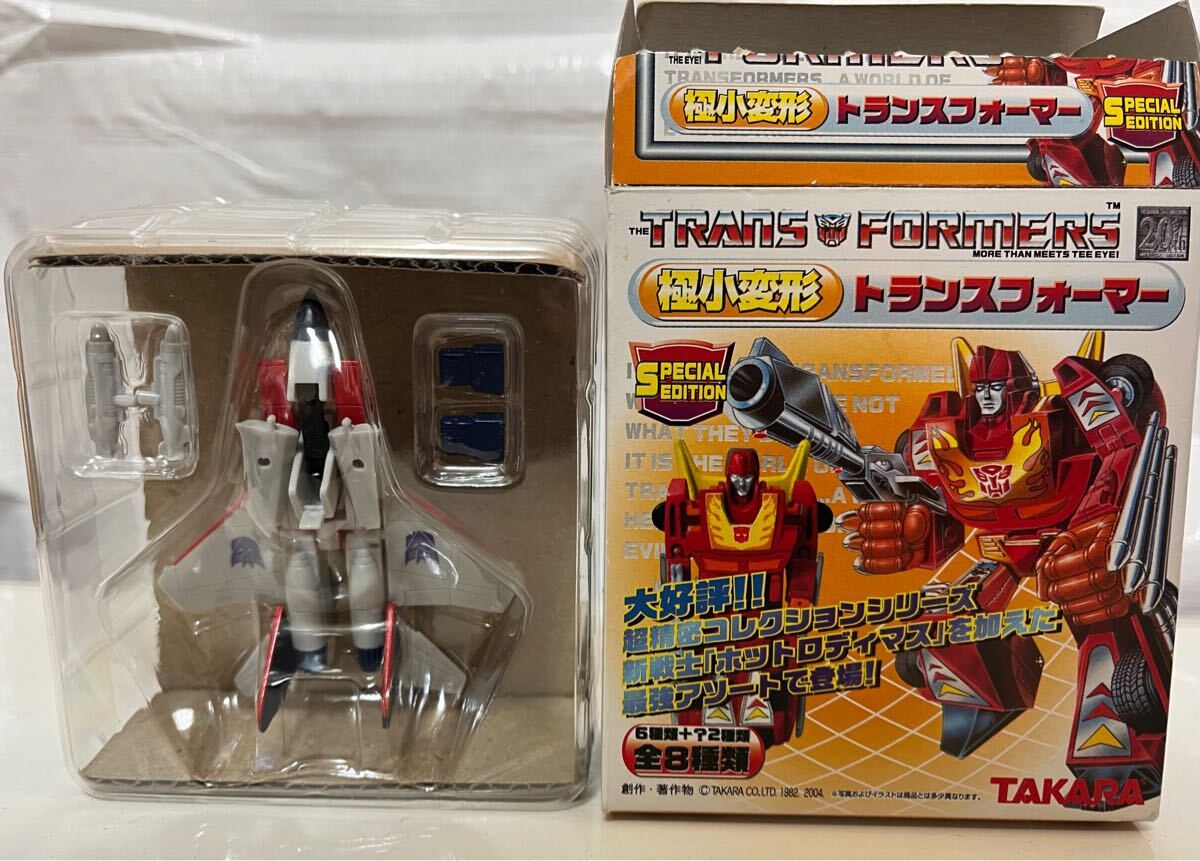 THE EYE!
TRANSFORMERS...A WORLD OF
極小変形 トランスフォーマー
SPECIAL
EDITION
THE TRANSFORMERS™
MORE THAN MEETS TEE EYE!
20th
極小変形 トランスフォーマー
SPECIAL
EDITION
WHAT THEY
大好評!!
超精密コレクションシリーズ
新戦士「ホットロディマス」を加えた
最強アソートで登場!
6種類+?2種類
全8種類
創作・著作物 ©TAKARA CO.,LTD. 1982, 2004. ※写真およびイラストは商品とは多少異なります。
TAKARA